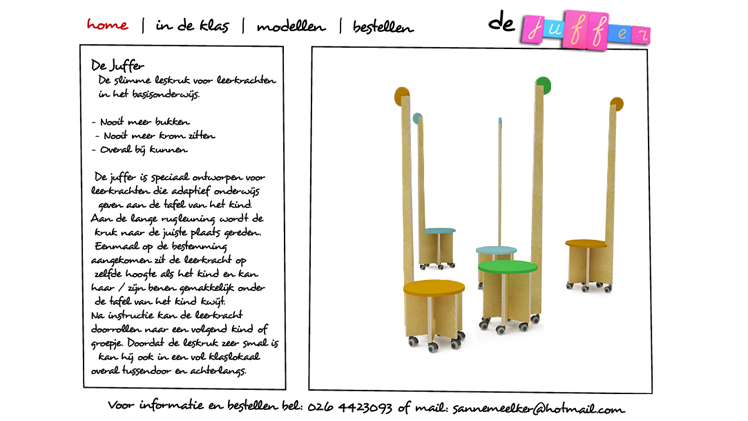 home | in de klas | modellen | bestellen
de juffer
De Juffer
De slimme leskruk voor leerkrachten
in het basisonderwijs.
- Nooit meer bukken
- Nooit meer krom zitten
- Overal bij kunnen
De juffer is speciaal ontworpen voor
leerkrachten die adaptief onderwijs
geven aan de tafel van het kind.
Aan de lange rugleuning wordt de
kruk naar de juiste plaats gereden.
Eenmaal op de bestemming
aangekomen zit de leerkracht op
zelfde hoogte als het kind en kan
haar / zijn benen gemakkelijk onder
de tafel van het kind kwijt.
Na instructie kan de leerkracht
doorrollen naar een volgend kind of
groepje. Doordat de leskruk zeer smal is
kan hij ook in een vol klaslokaal
overal tussendoor en achterlangs.
Voor informatie en bestellen bel: 026 4423093 of mail: sannemeelker@hotmail.com